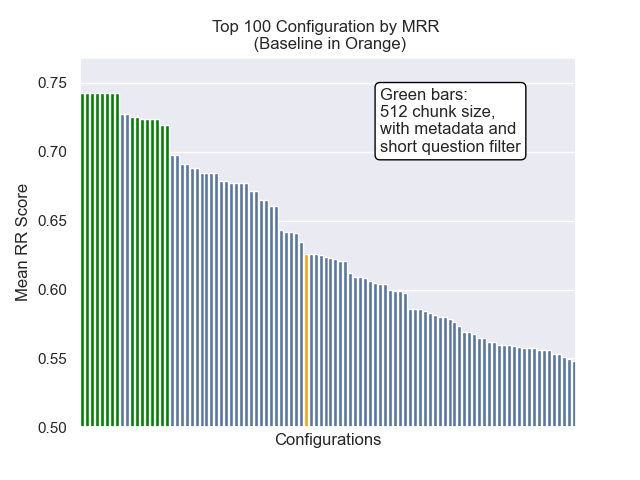 Top 100 Configuration by MRR
(Baseline in Orange)
0.75
0.70
0.65
0.60
0.55
0.50
Mean RR Score
Green bars:
512 chunk size,
with metadata and
short question filter
Configurations